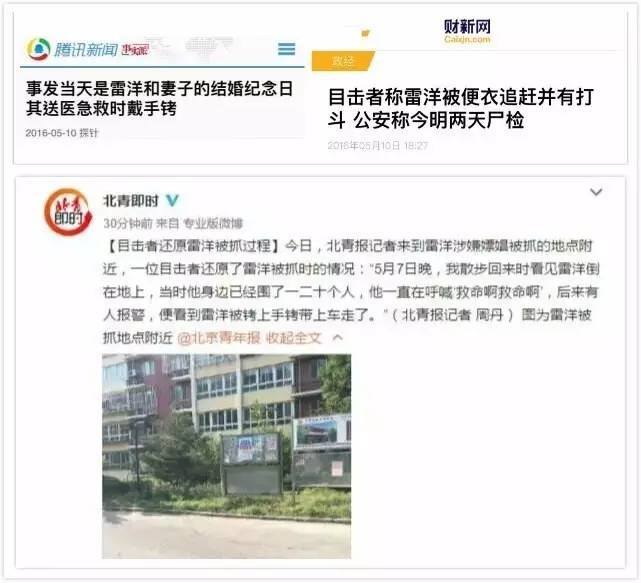 腾讯新闻
事发当天是雷洋和妻子的结婚纪念日
其送医急救时戴手铐
2016-05-10 探针
财新网
Caixin.com
政经
目击者称雷洋被便衣追赶并有打
斗 公安称今明两天尸检
2016年05月10日 18:27
北青
即时
北青即时
30分钟前 来自 专业版微博
【目击者还原雷洋被抓过程】今日，北青报记者来到雷洋涉嫌嫖娼被抓的地点附
近，一位目击者还原了雷洋被抓时的情况：“5月7日晚，我散步回来时看见雷洋倒
在地上，当时他身边已经围了一二十个人，他一直在呼喊‘救命啊救命啊’，后来有
人报警，便看到雷洋被铐上手铐带上车走了。”（北青报记者 周丹） 图为雷洋被
抓地点附近 @北京青年报 收起全文